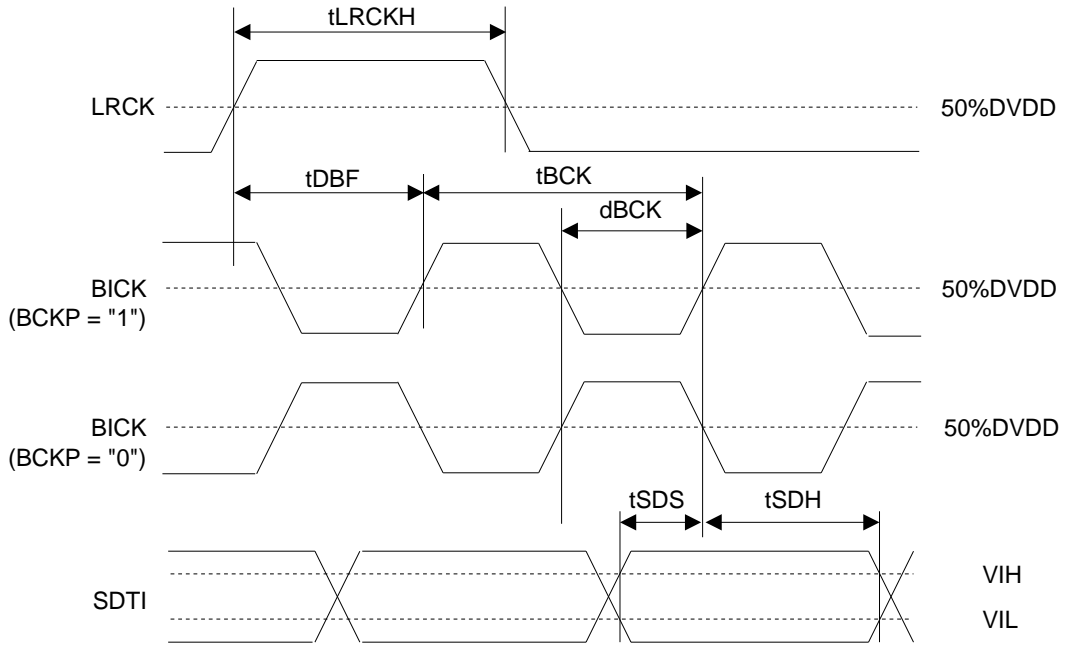 tLRCKH
LRCK
50%DVDD
tDBF
tBCK
dBCK
BICK
(BCKP = "1")
50%DVDD
BICK
(BCKP = "0")
50%DVDD
tSDS
tSDH
SDTI
VIH
VIL